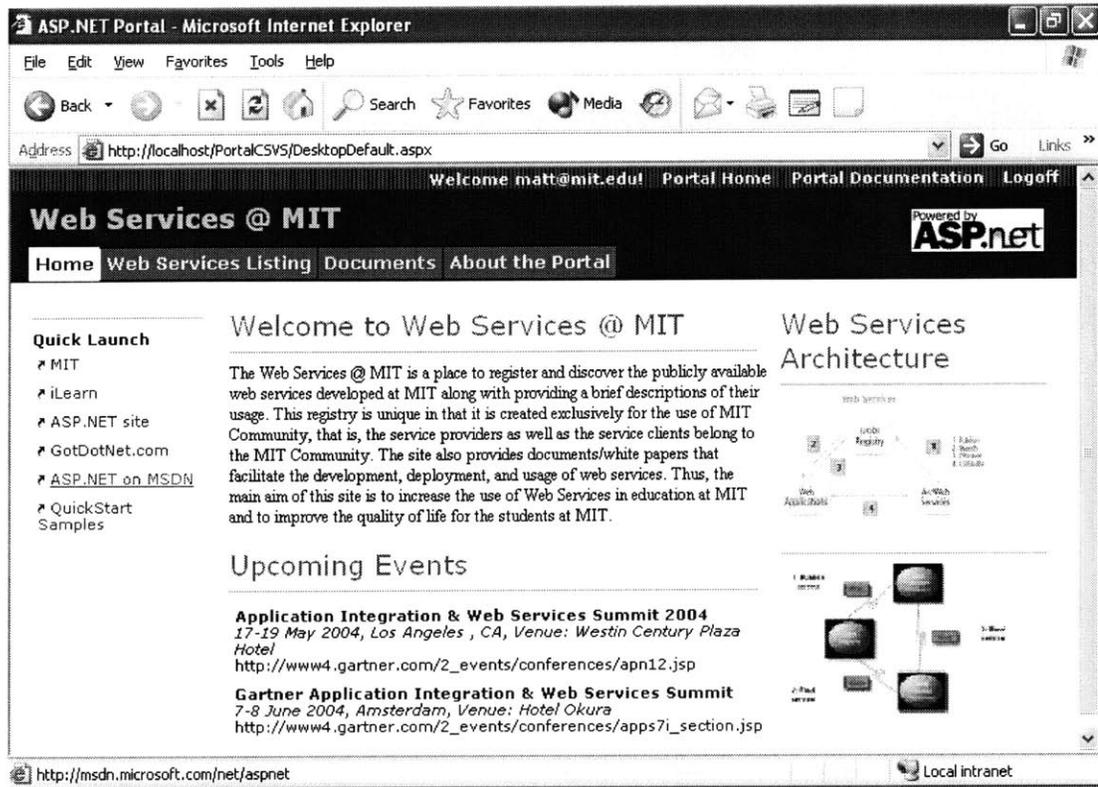 ASP.NET Portal - Microsoft Internet Explorer
File Edit View Favorites Tools Help
Back Search Favorites Media
Address http://localhost/PortalCSVS/DesktopDefault.aspx Go Links »
Welcome matt@mit.edu! Portal Home Portal Documentation Logoff
Web Services @ MIT
Powered by
ASP.net
Home Web Services Listing Documents About the Portal
Quick Launch
MIT
iLearn
ASP.NET site
GotDotNet.com
ASP.NET on MSDN
QuickStart
Samples
Welcome to Web Services @ MIT
The Web Services @ MIT is a place to register and discover the publicly available
web services developed at MIT along with providing a brief descriptions of their
usage. This registry is unique in that it is created exclusively for the use of MIT
Community, that is, the service providers as well as the service clients belong to
the MIT Community. The site also provides documents/white papers that
facilitate the development, deployment, and usage of web services. Thus, the
main aim of this site is to increase the use of Web Services in education at MIT
and to improve the quality of life for the students at MIT.
Upcoming Events
Application Integration & Web Services Summit 2004
17-19 May 2004, Los Angeles , CA, Venue: Westin Century Plaza
Hotel
http://www4.gartner.com/2_events/conferences/apn12.jsp
Gartner Application Integration & Web Services Summit
7-8 June 2004, Amsterdam, Venue: Hotel Okura
http://www4.gartner.com/2_events/conferences/apps7i_section.jsp
Web Services
Architecture
Web Services
Registry
2
3
4
Web
Applications
Services
http://msdn.microsoft.com/net/aspnet
Local intranet